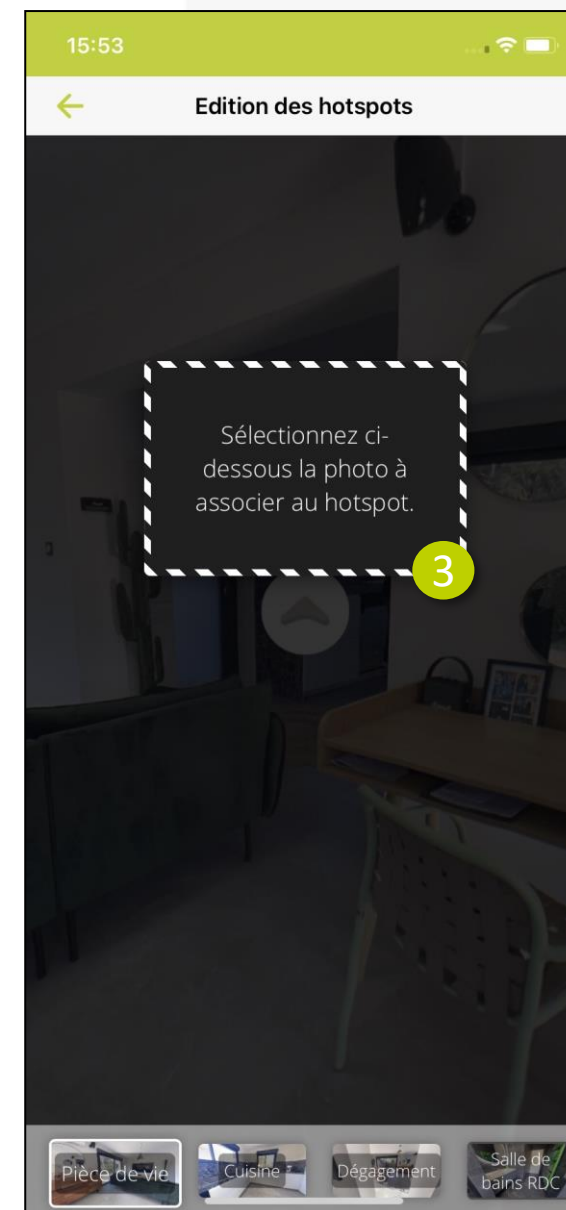 15:53
Edition des hotspots
Sélectionnez ci-
dessous la photo à
associer au hotspot.
3
Pièce de vie
Cuisine
Dégagement
Salle de
bains RDC